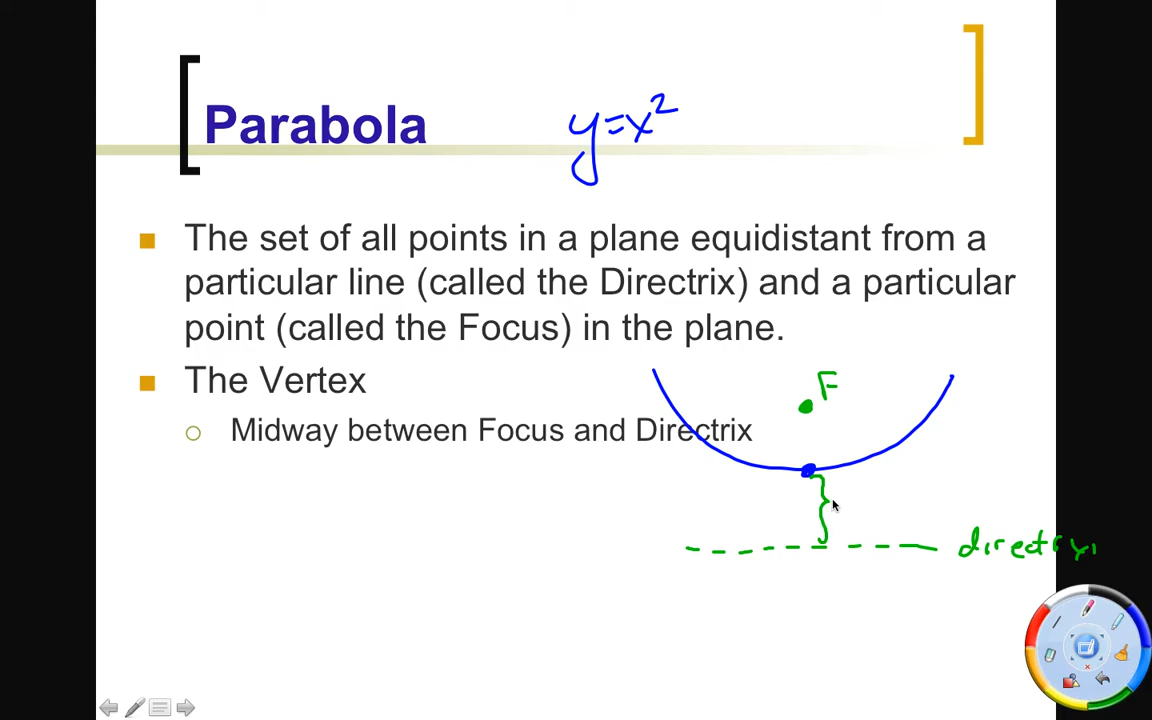 Parabola y=x²
The set of all points in a plane equidistant from a
particular line (called the Directrix) and a particular
point (called the Focus) in the plane.
The Vertex
F
Midway between Focus and Directrix
directrx